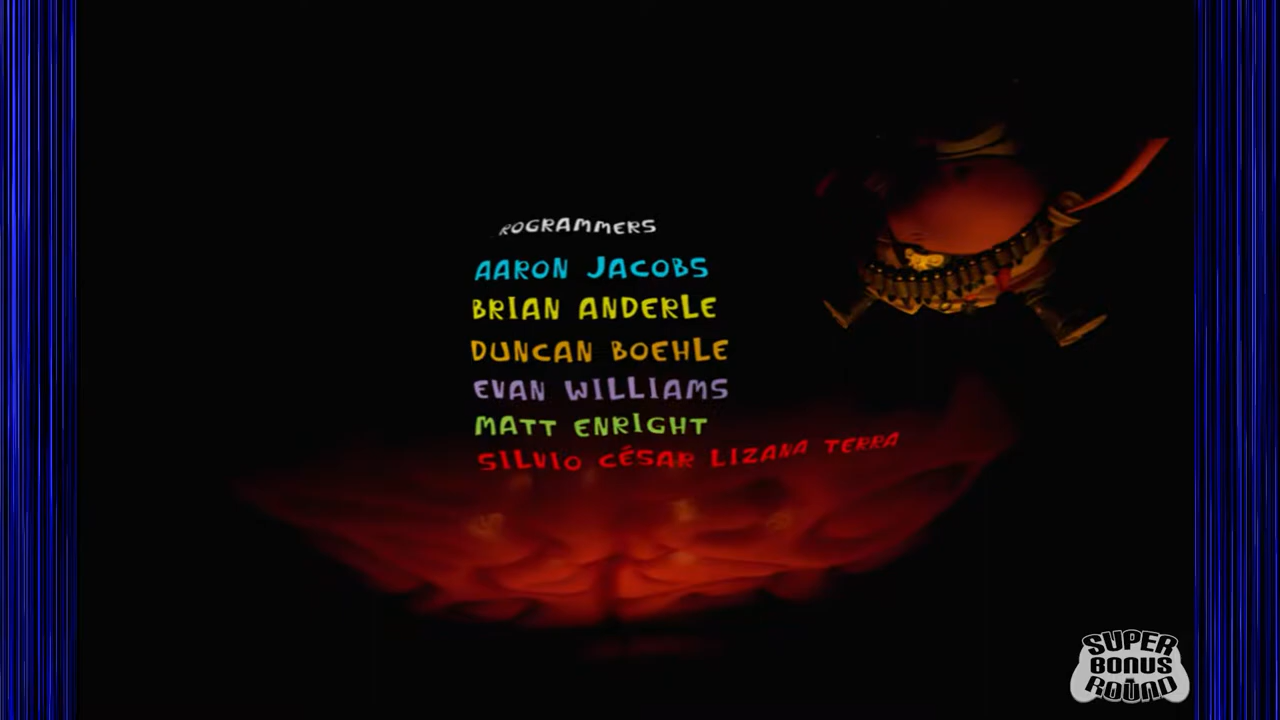 ROGRAMMERS
AARON JACOBS
BRIAN ANDERLE
DUNCAN BOEHLE
EVAN WILLIAMS
MATT ENRIGHT
SILVIO CÉSAR LIZANA TERRA
SUPER
BONUS
ROUND